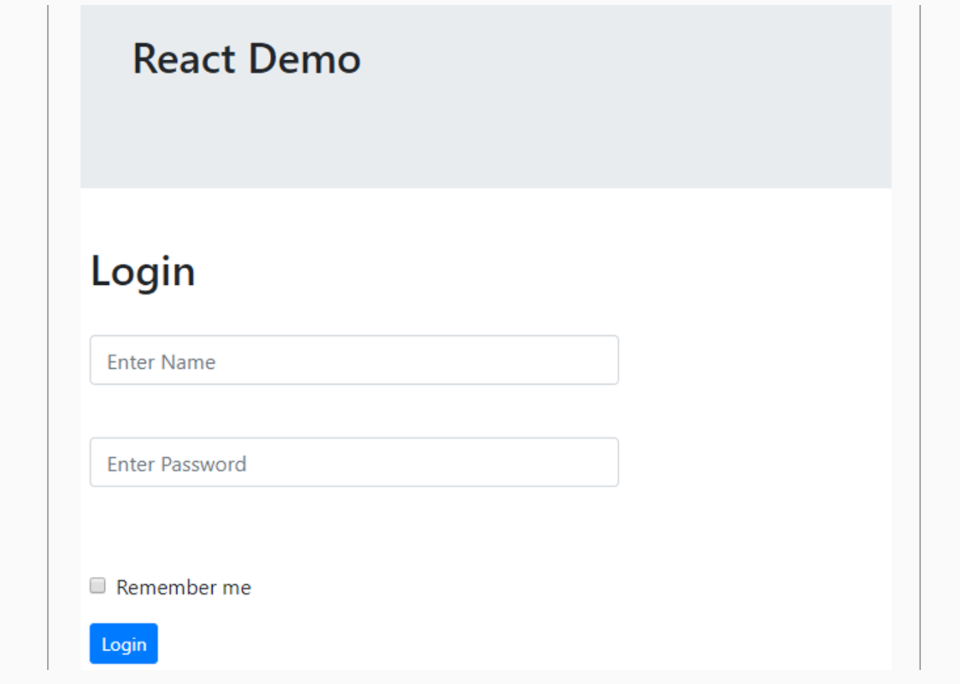 React Demo
Login
Enter Name
Enter Password
Remember me
Login